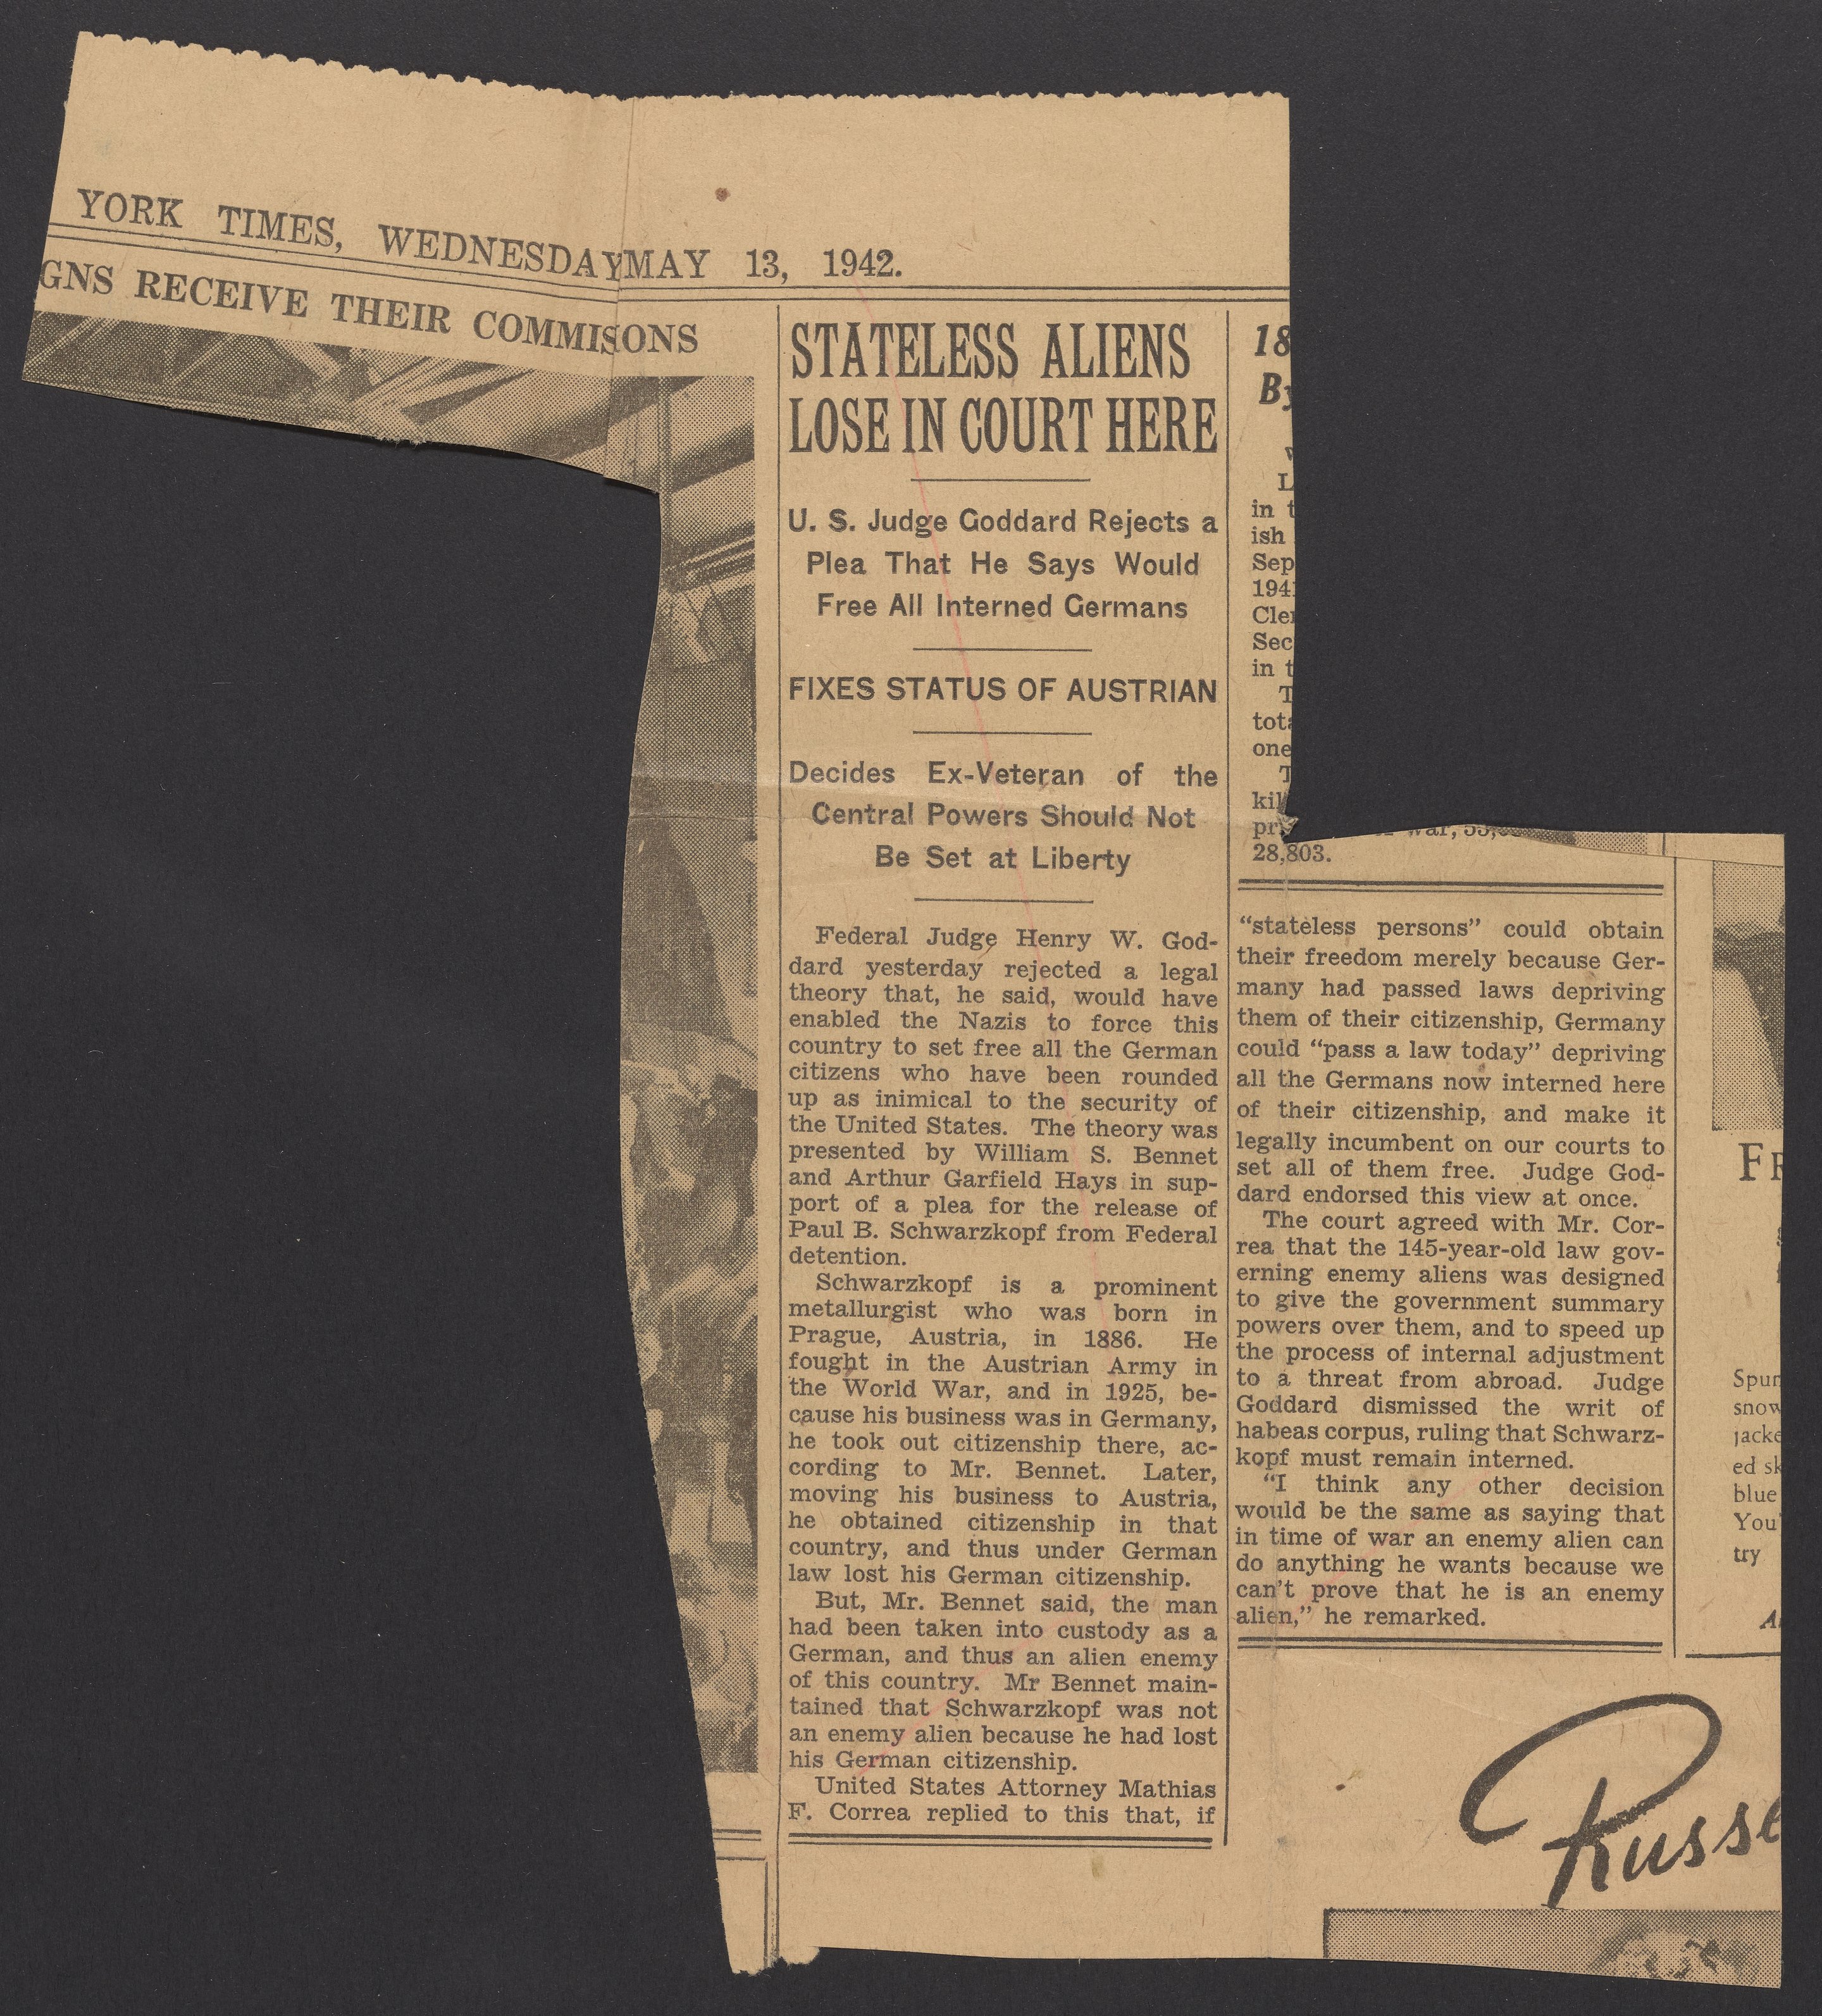 YORK TIMES, WEDNESDAY MAY 13, 1942.
GNS RECEIVE THEIR COMMISONS
STATELESS ALIENS
LOSE IN COURT HERE
U. S. Judge Goddard Rejects a
Plea That He Says Would
Free All Interned Germans
FIXES STATUS OF AUSTRIAN
Decides Ex-Veteran of the
Central Powers Should Not
Be Set at Liberty
Federal Judge Henry W. God-
dard yesterday rejected a legal
theory that, he said, would have
enabled the Nazis to force this
country to set free all the German
citizens who have been rounded
up as inimical to the security of
the United States. The theory was
presented by William S. Bennet
and Arthur Garfield Hays in sup-
port of a plea for the release of
Paul B. Schwarzkopf from Federal
detention.
Schwarzkopf is a prominent
metallurgist who was born in
Prague, Austria, in 1886. He
fought in the Austrian Army in
the World War, and in 1925, be-
cause his business was in Germany,
he took out citizenship there, ac-
cording to Mr. Bennet. Later,
moving his business to Austria,
he obtained citizenship in that
country, and thus under German
law lost his German citizenship.
But, Mr. Bennet said, the man
had been taken into custody as a
German, and thus an alien enemy
of this country. Mr Bennet main-
tained that Schwarzkopf was not
an enemy alien because he had lost
his German citizenship.
United States Attorney Mathias
F. Correa replied to this that, if
18
By
in t
ish
Sep
Sec
in t
one
28,803.
"stateless persons" could obtain
their freedom merely because Ger-
many had passed laws depriving
them of their citizenship, Germany
could "pass a law today" depriving
all the Germans now interned here
of their citizenship, and make it
legally incumbent on our courts to
set all of them free. Judge God-
dard endorsed this view at once.
The court agreed with Mr. Cor-
rea that the 145-year-old law gov-
erning enemy aliens was designed
to give the government summary
powers over them, and to speed up
the process of internal adjustment
to a threat from abroad. Judge
Goddard dismissed the writ of
habeas corpus, ruling that Schwarz-
kopf must remain interned.
"I think any other decision
would be the same as saying that
in time of war an enemy alien can
do anything he wants because we
can't prove that he is an enemy
alien," he remarked.
FR
Spun
snow
jacke
ed sk
blue
You'
try
Russe